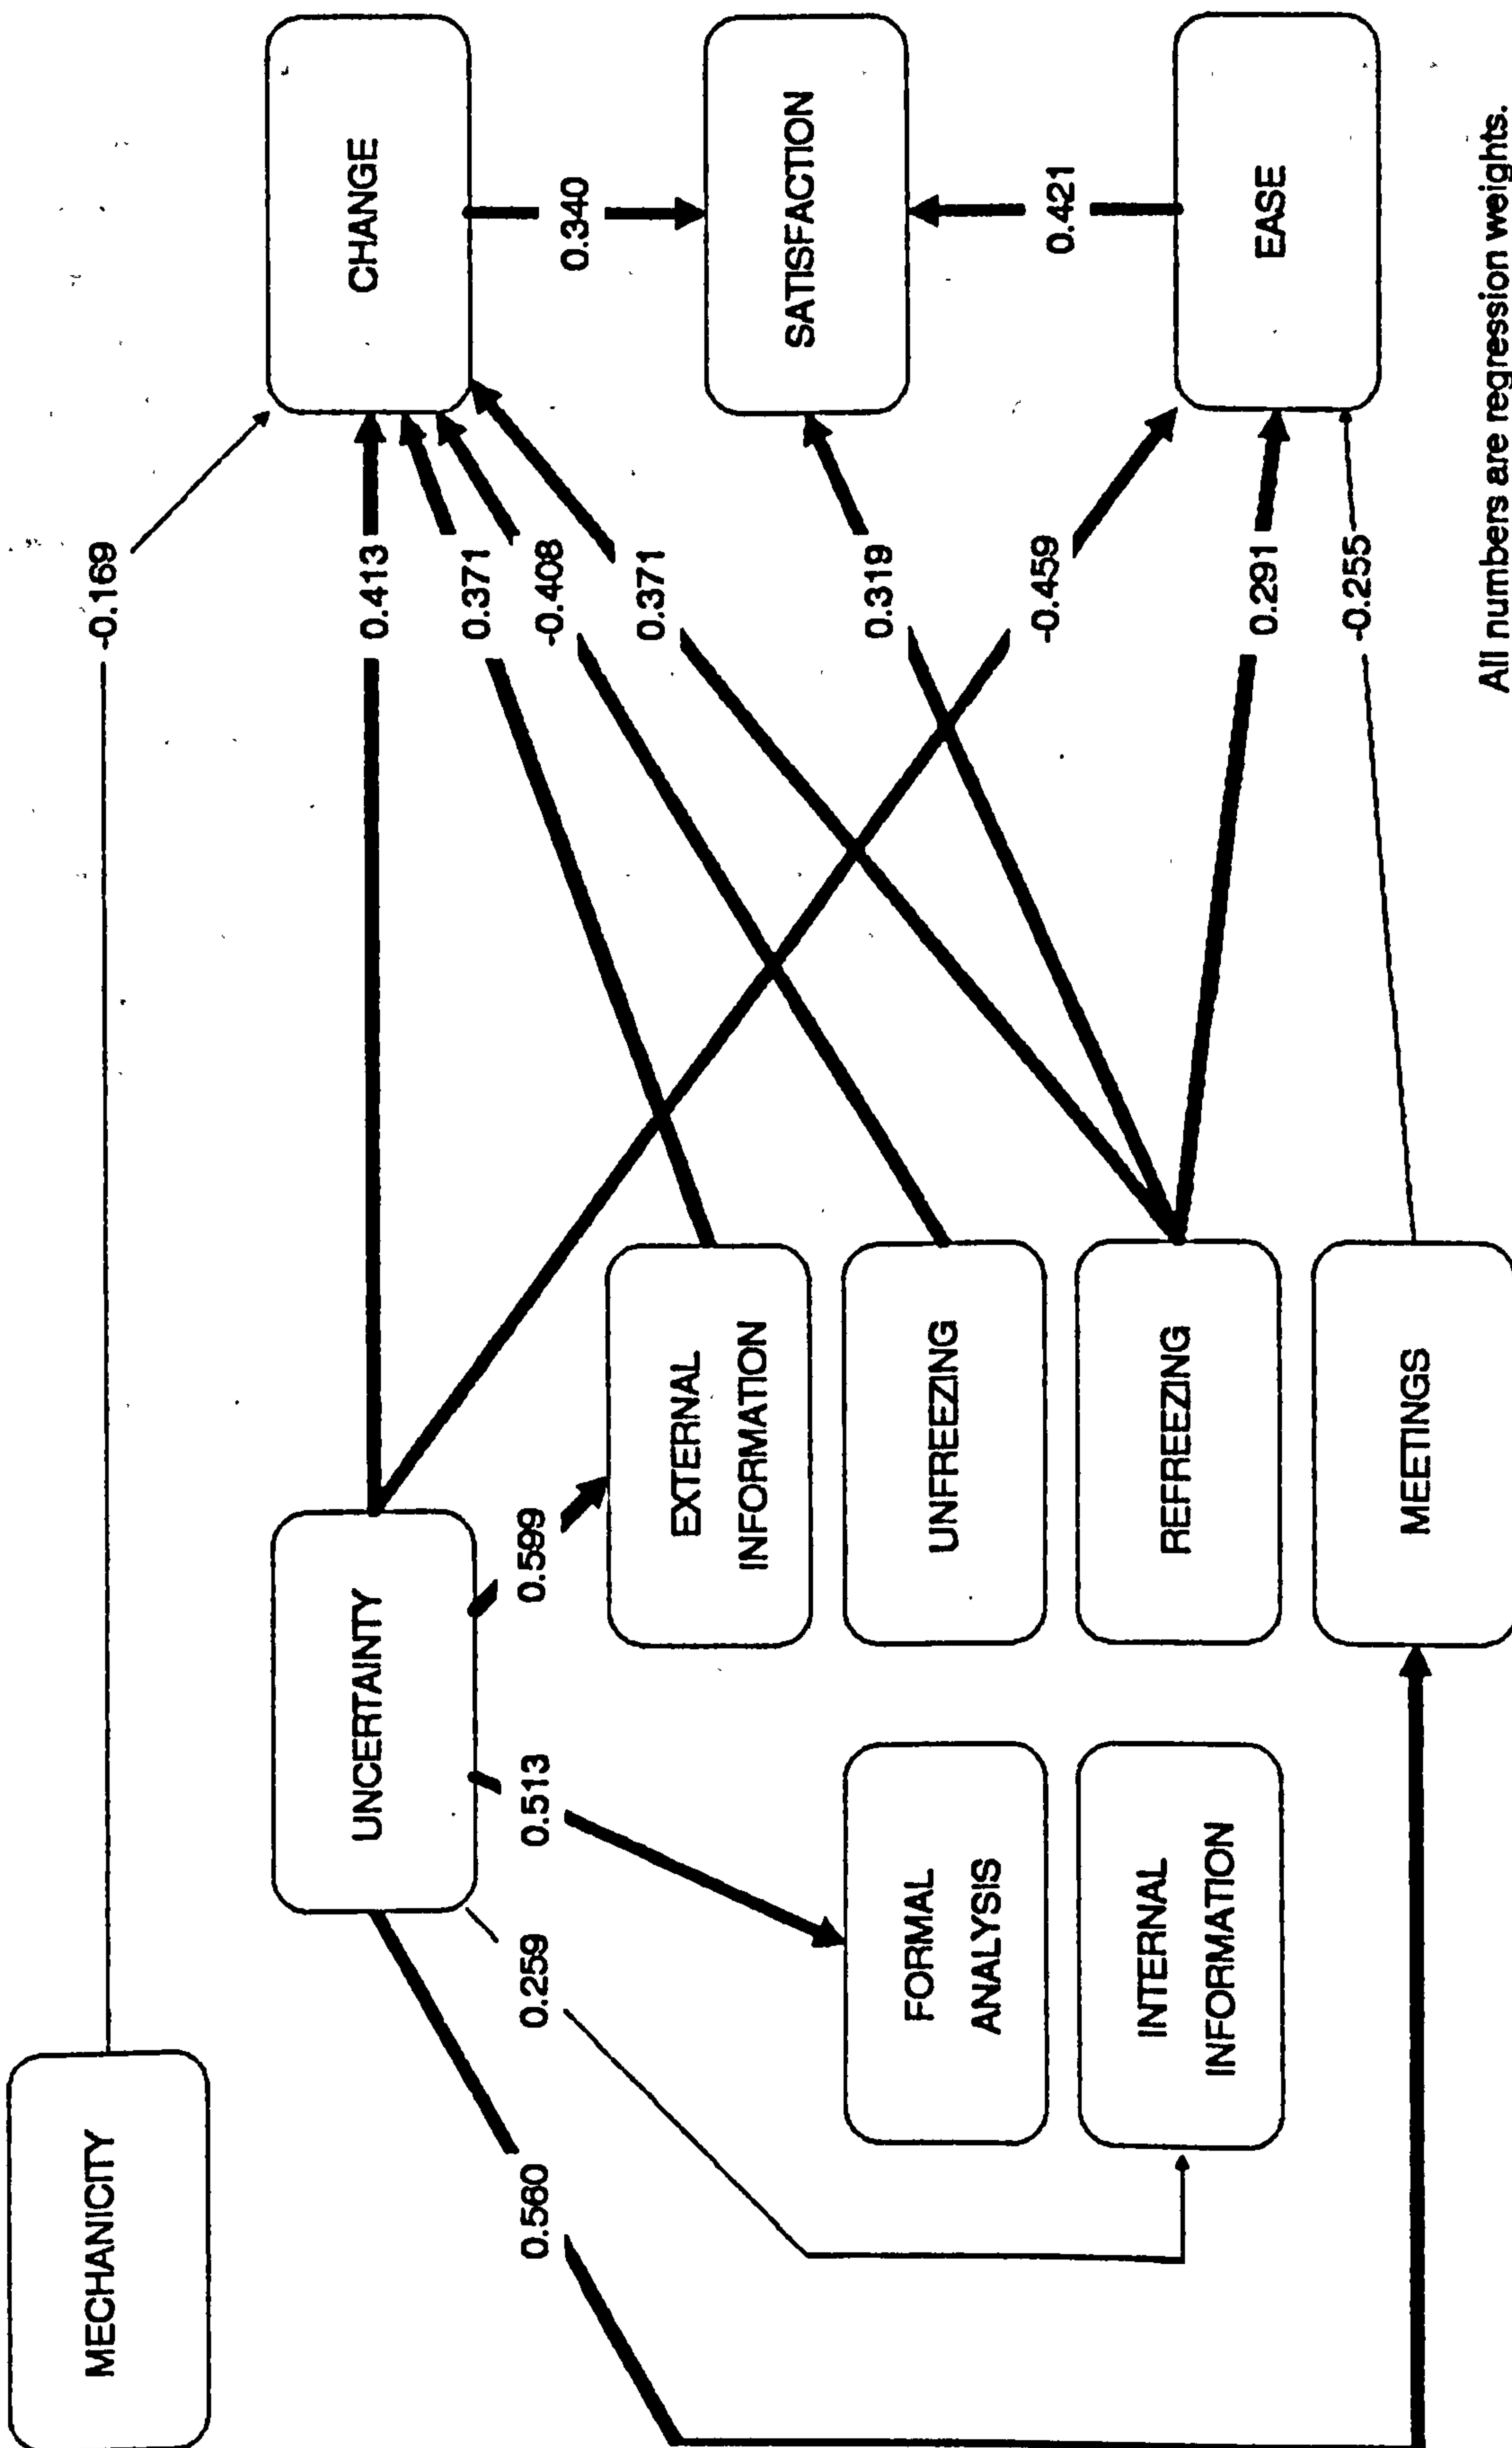 MECHANICITY
-0.169
UNCERTAINTY
0.413
CHANGE
0.371
-0.408
0.371
0.560
0.259
0.513
0.599
0.340
EXTERNAL
INFORMATION
SATISFACTION
0.319
FORMAL
ANALYSIS
UNFREEZING
-0.459
0.421
INTERNAL
INFORMATION
REFREEZING
0.291
EASE
-0.255
MEETINGS
All numbers are regression weights.